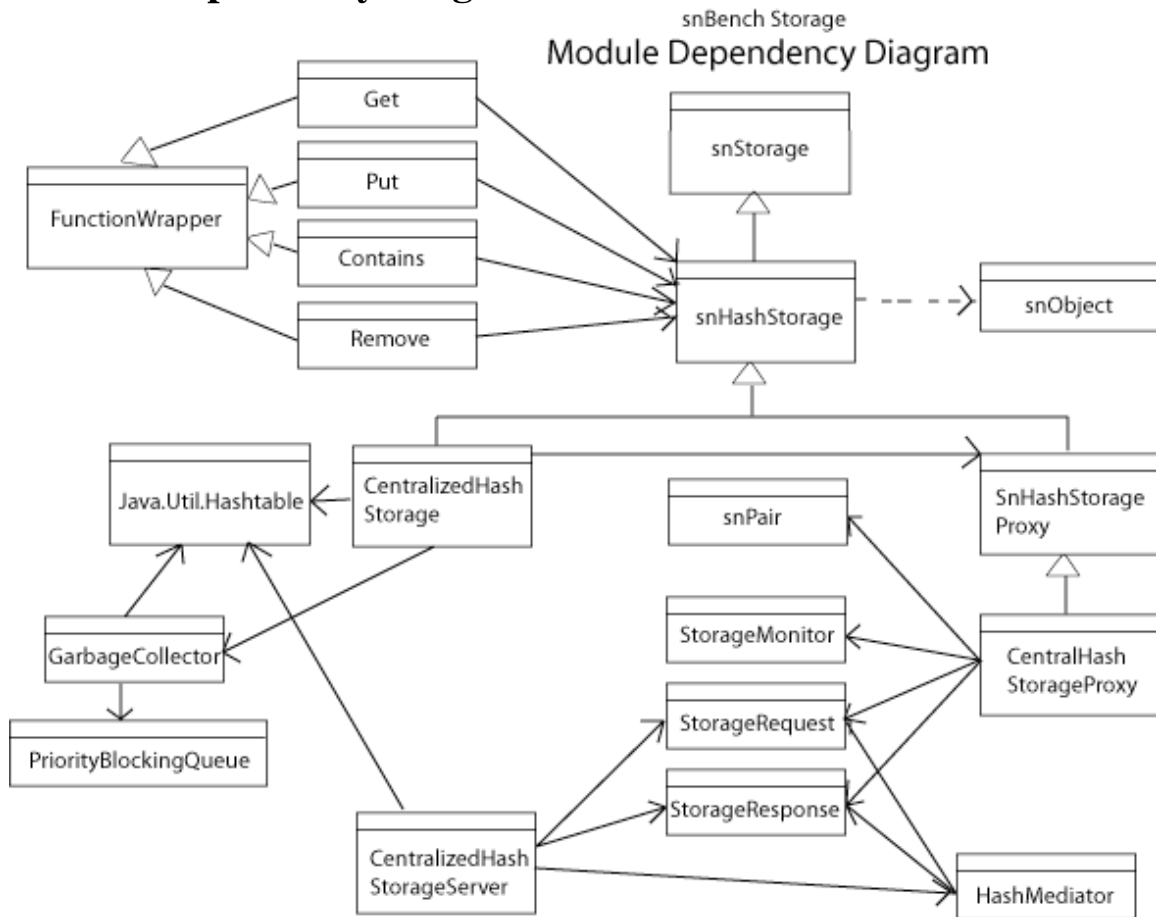 snBench Storage
Module Dependency Diagram
Get
snStorage
Put
FunctionWrapper
Contains
snHashStorage
snObject
Remove
Java.Util.Hashtable
CentralizedHash
Storage
snPair
SnHashStorage
Proxy
GarbageCollector
StorageMonitor
CentralHash
StorageProxy
StorageRequest
PriorityBlockingQueue
StorageResponse
CentralizedHash
StorageServer
HashMediator